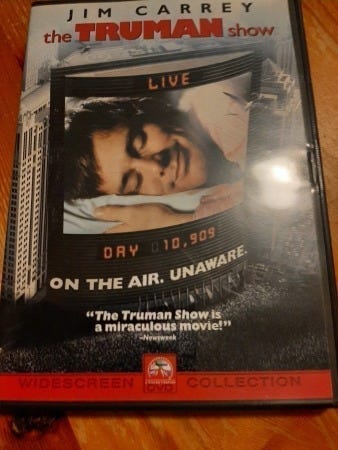 JIM CARREY
the TRUMAN show
LIVE
DAY 10,909
ON THE AIR. UNAWARE.
"The Truman Show is
a miraculous movie!"
–Newsweek
WIDESCREEN DVD COLLECTION